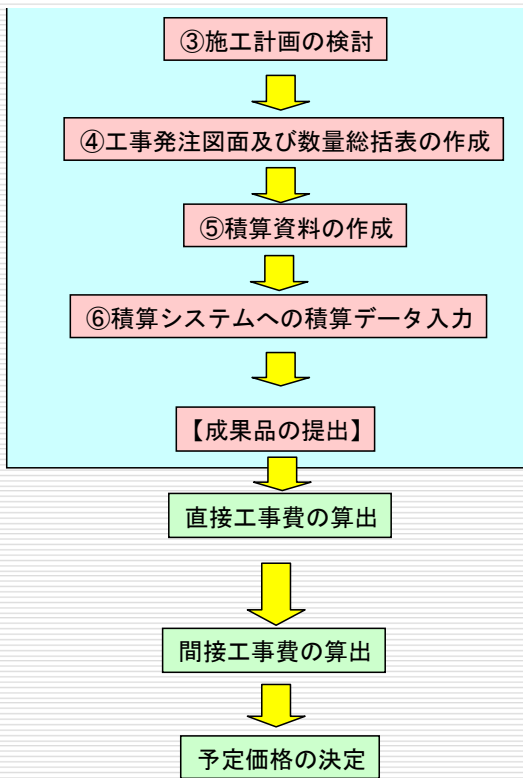 ③施工計画の検討
④工事発注図面及び数量総括表の作成
⑤積算資料の作成
⑥積算システムへの積算データ入力
【成果品の提出】
直接工事費の算出
間接工事費の算出
予定価格の決定